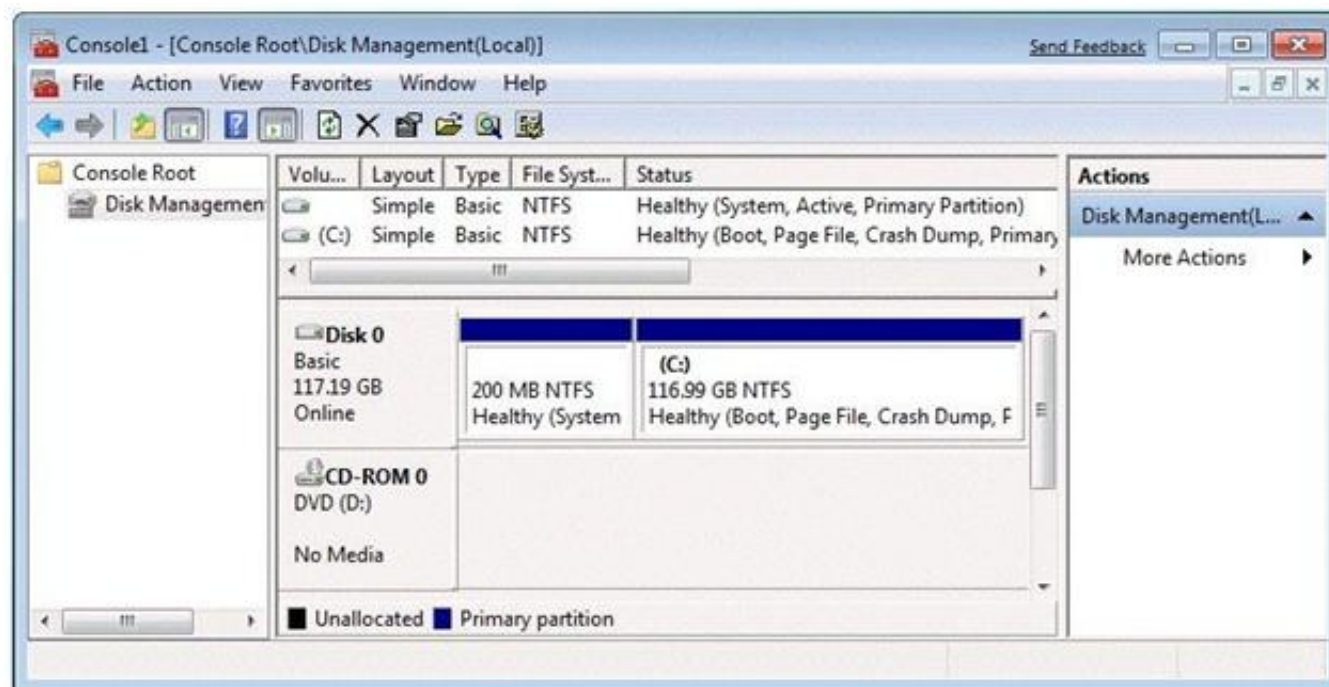 Console1 - [Console Root\Disk Management(Local)]
Send Feedback
File Action View Favorites Window Help
Console Root
Disk Managemen
Volu... Layout Type File Syst... Status
Simple Basic NTFS Healthy (System, Active, Primary Partition)
(C:) Simple Basic NTFS Healthy (Boot, Page File, Crash Dump, Primary
Disk 0
Basic
117.19 GB
Online
200 MB NTFS
Healthy (System
(C:)
116.99 GB NTFS
Healthy (Boot, Page File, Crash Dump, P
CD-ROM 0
DVD (D:)
No Media
Unallocated Primary partition
Actions
Disk Management(L...
More Actions